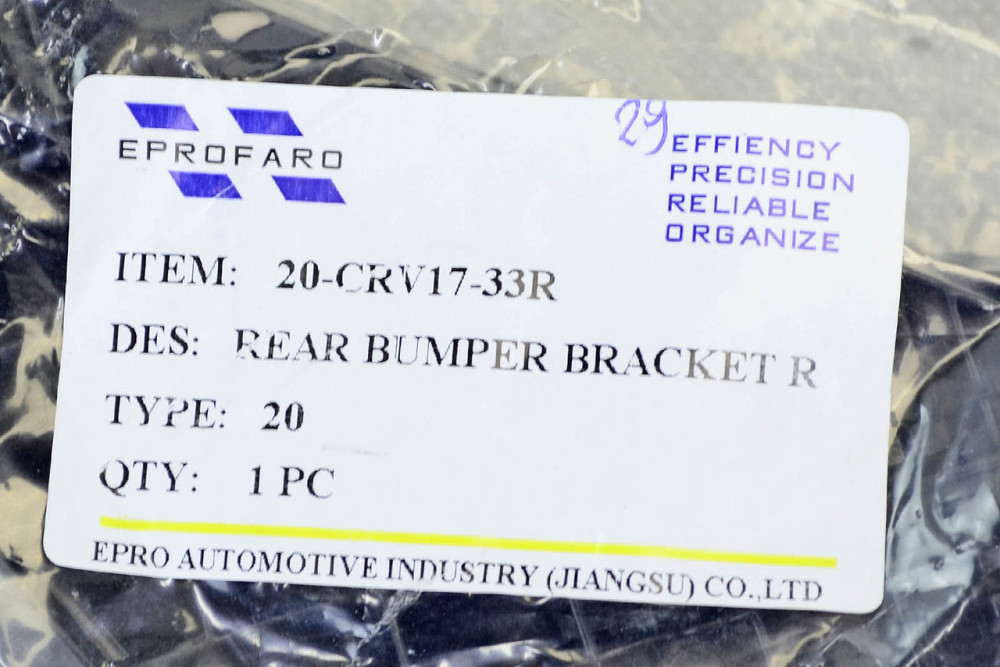 EPROFARO
29
EFFIENCY
PRECISION
RELIABLE
ORGANIZE
ITEM: 20-CRV17-33R
DES: REAR BUMPER BRACKET R
TYPE: 20
QTY: 1 PC
EPRO AUTOMOTIVE INDUSTRY (JIANGSU) CO.,LTD